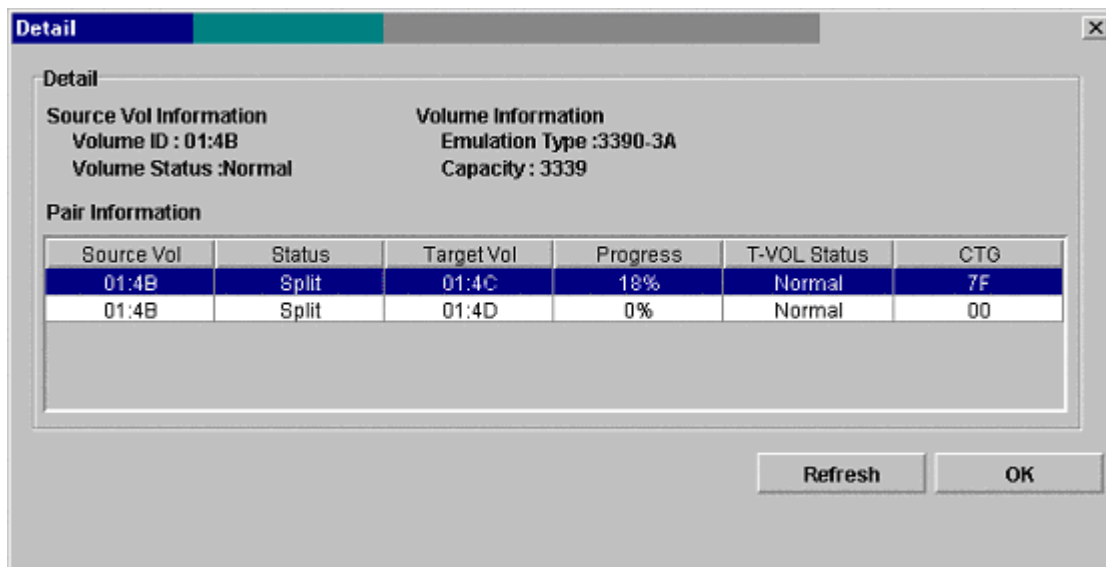 Detail
Detail
Source Vol Information Volume Information
Volume ID : 01:4B Emulation Type :3390-3A
Volume Status :Normal Capacity : 3339
Pair Information
Source Vol Status Target Vol Progress T-VOL Status CTG
01:4B Split 01:4C 18% Normal 7F
01:4B Split 01:4D 0% Normal 00
Refresh OK